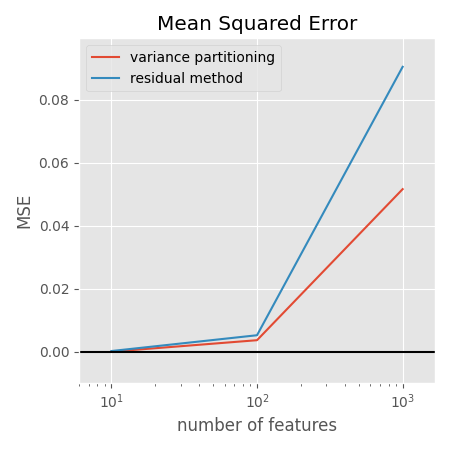 Mean Squared Error
variance partitioning
residual method
0.08
0.06
0.04
0.02
0.00
MSE
10¹
10²
10³
number of features